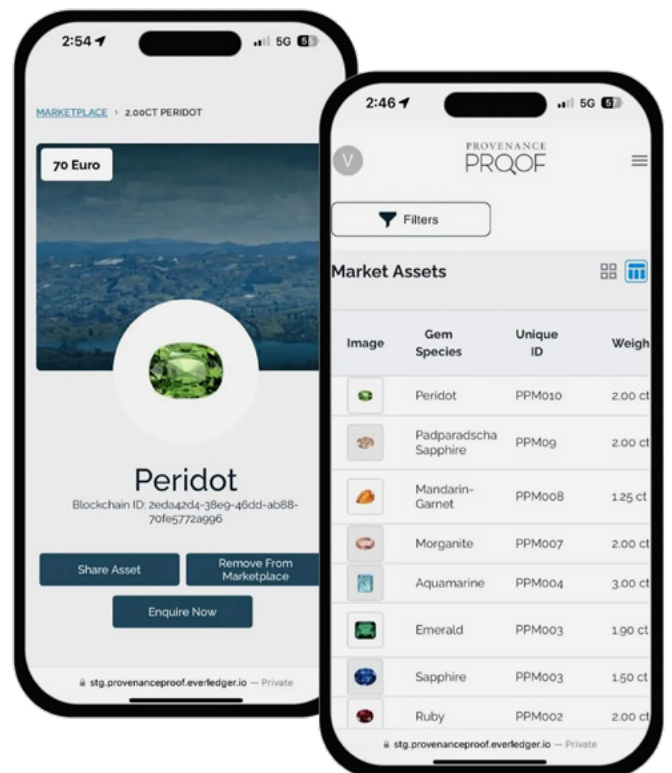 2:54
5G
MARKETPLACE > 2.00CT PERIDOT
70 Euro
Peridot
Blockchain ID: 2eda42d4-38e9-46dd-ab88-
70fe5772a996
Share Asset
Remove From
Marketplace
Enquire Now
stg.provenanceproof.everledger.io — Private
2:46
5G 57
V
PROVENANCE
PROOF
Filters
Market Assets
Image Gem Species Unique ID Weigh
Peridot PPM010 2.00 ct
Padparadscha
Sapphire PPM09 2.00 ct
Mandarin-
Garnet PPM008 1.25 ct
Morganite PPM007 2.00 ct
Aquamarine PPM004 3.00 ct
Emerald PPM003 1.90 ct
Sapphire PPM003 1.50 ct
Ruby PPM002 2.00 ct
stg.provenanceproof.everledger.io — Private